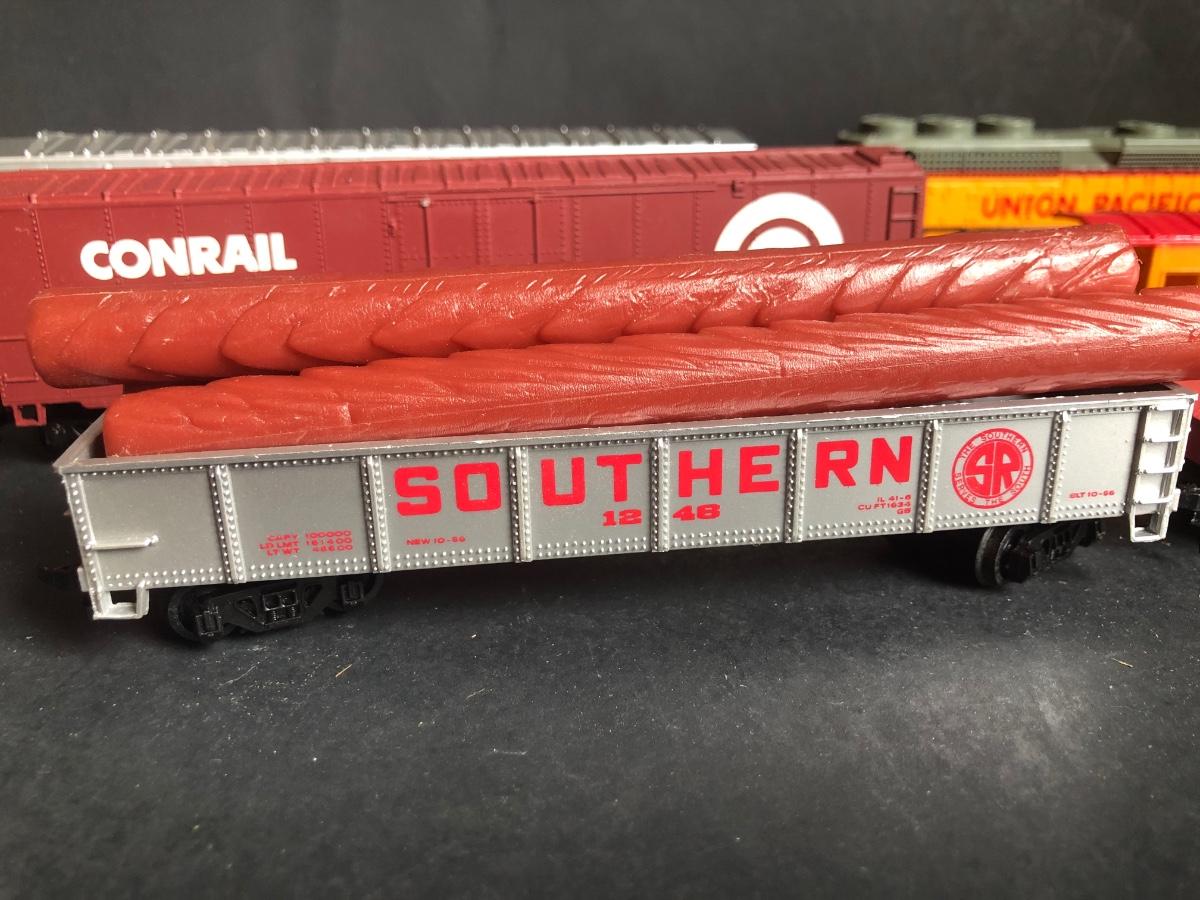 CONRAIL
UNION PACIFIC
SOUTHERN
1248
CAPY 100000
LD LMT 161400
LT WT 48600
NEW 10-56
IL 41-6
CU FT 1634
GB
THE SOUTHERN
SR
SERVES THE SOUTH
BLT 10-56